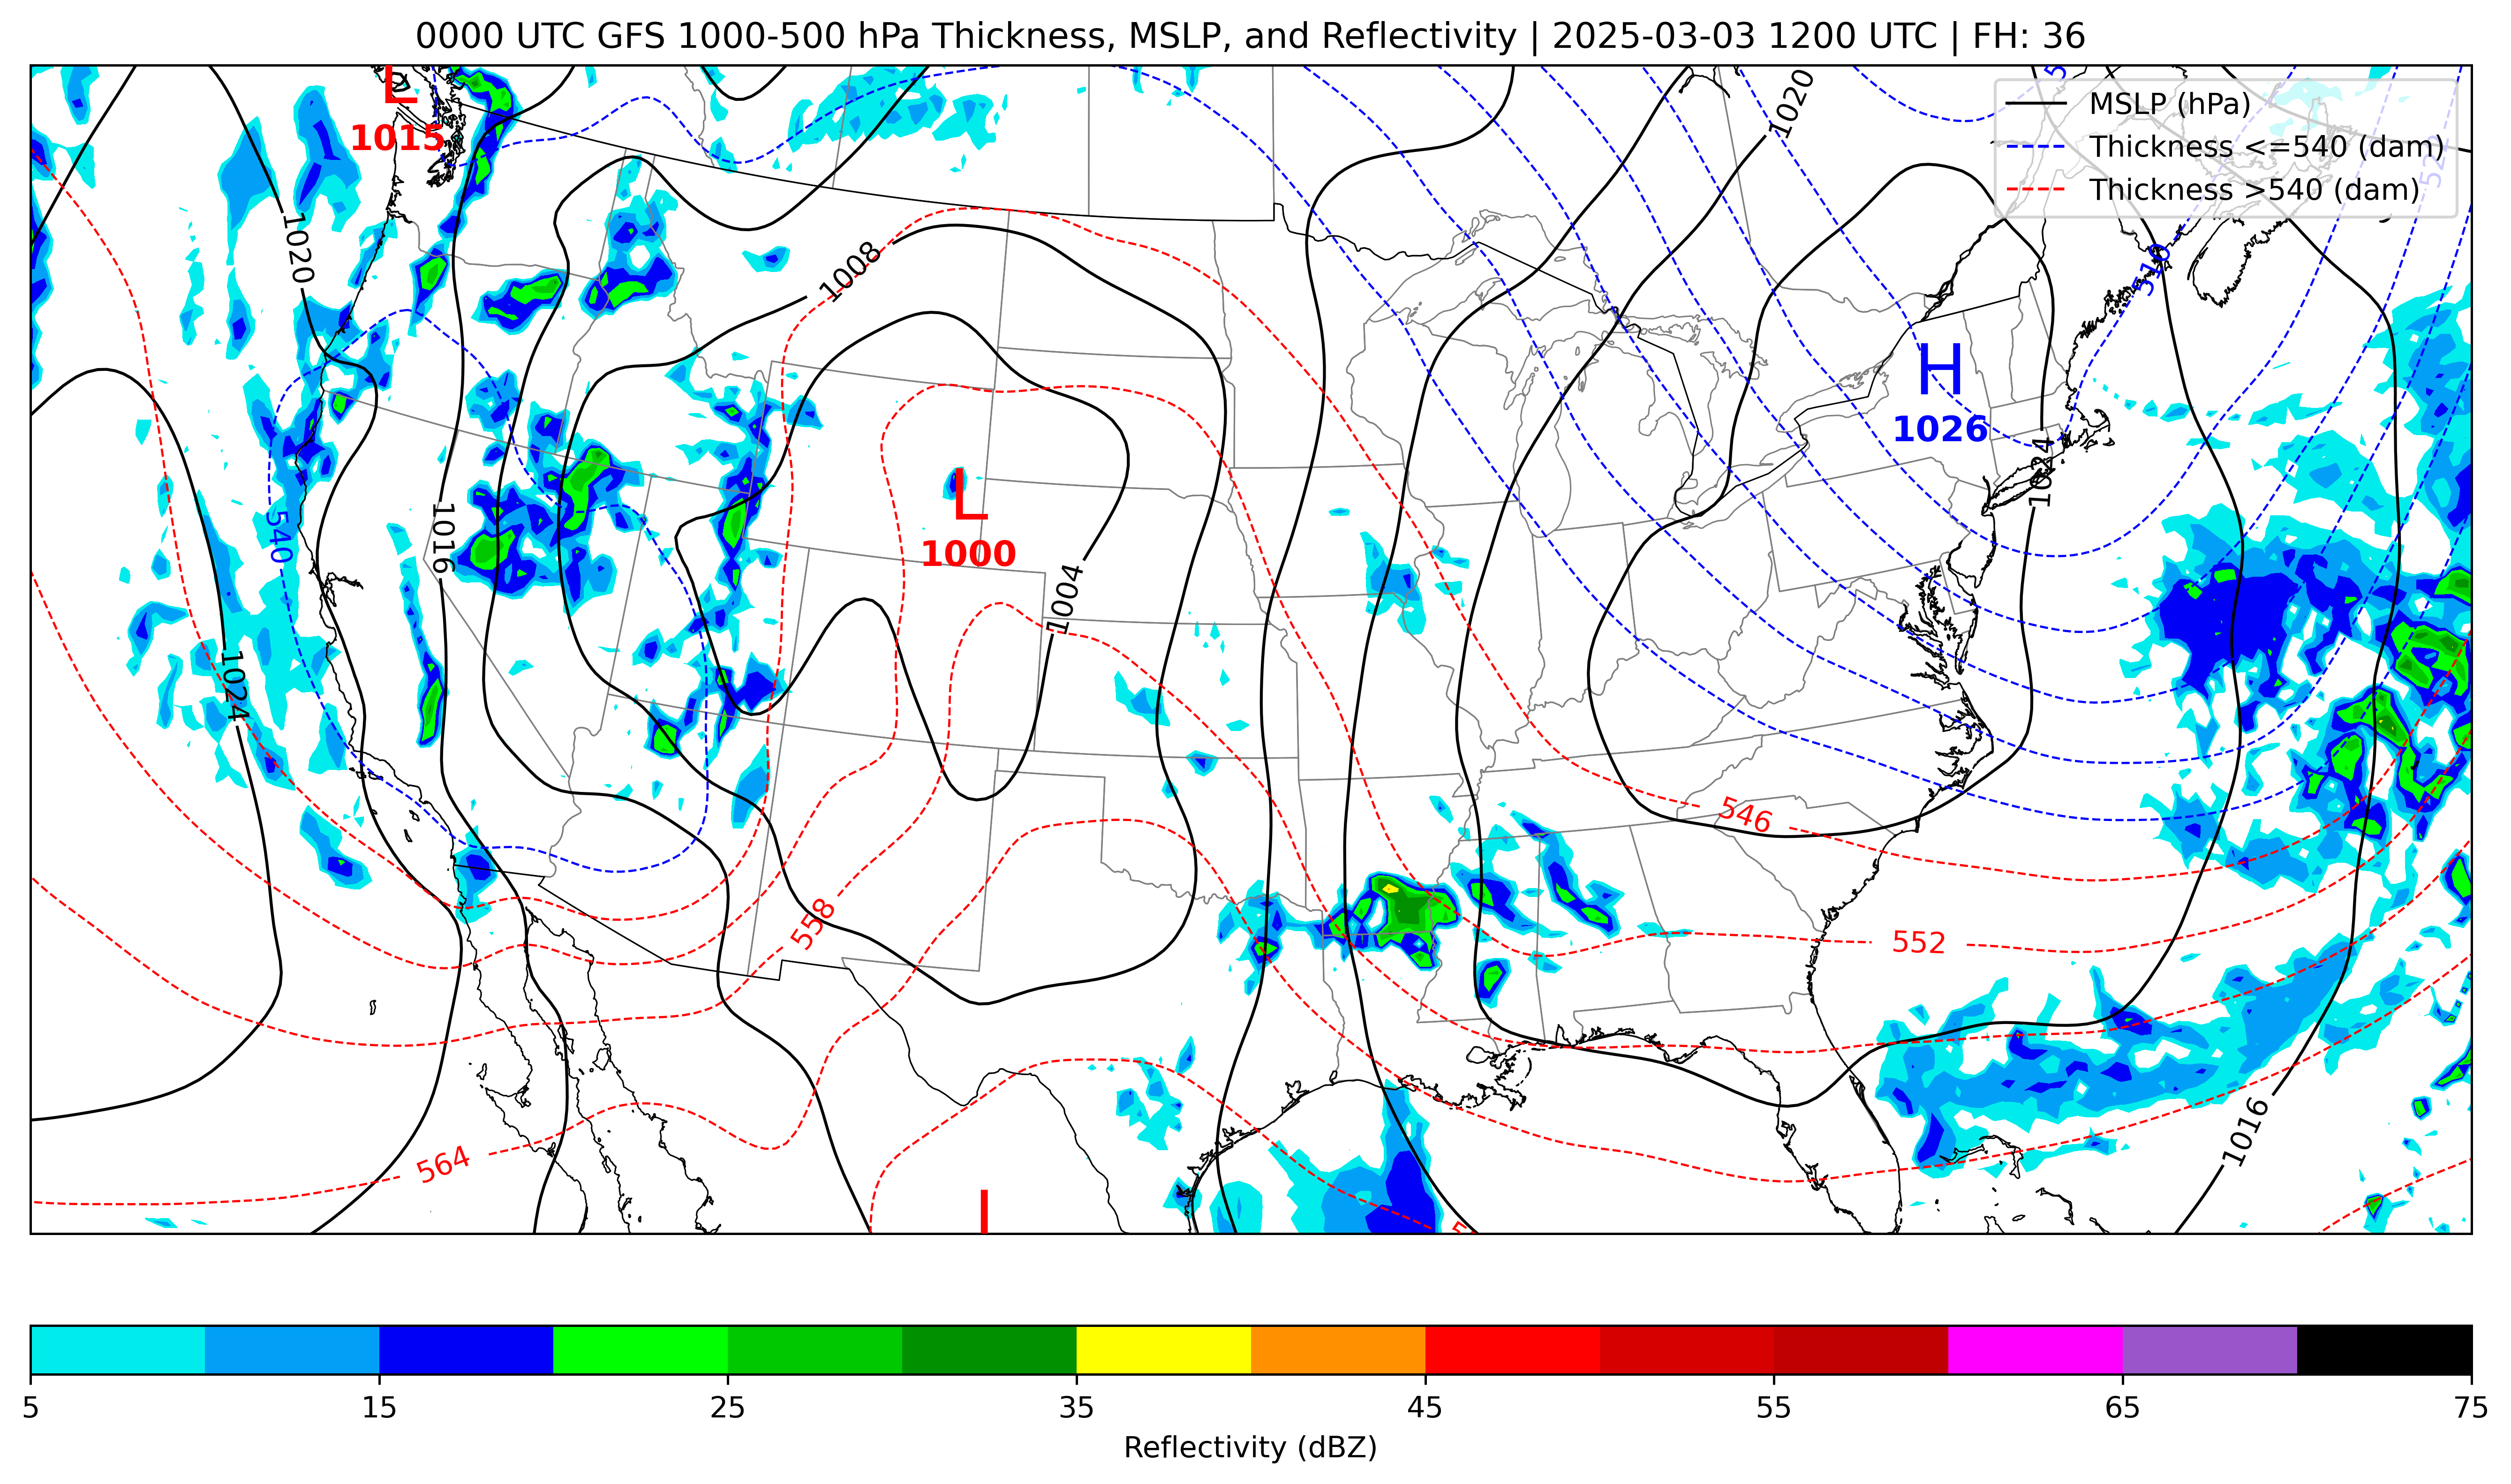 0000 UTC GFS 1000-500 hPa Thickness, MSLP, and Reflectivity | 2025-03-03 1200 UTC | FH: 36
MSLP (hPa)
Thickness <=540 (dam)
Thickness >540 (dam)
L
1015
1020
1020
1008
510
H
1026
1024
L
1000
540
1016
1004
1024
546
558
552
564
1016
5 15 25 35 45 55 65 75
Reflectivity (dBZ)